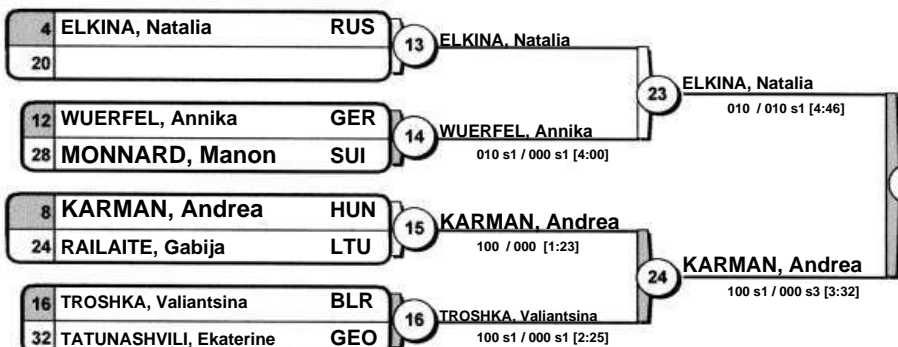 4 ELKINA, Natalia RUS
20
13
ELKINA, Natalia
12 WUERFEL, Annika GER
28 MONNARD, Manon SUI
14
WUERFEL, Annika
010 s1 / 000 s1 [4:00]
23
ELKINA, Natalia
010 / 010 s1 [4:46]
8 KARMAN, Andrea HUN
24 RAILAITE, Gabija LTU
15
KARMAN, Andrea
100 / 000 [1:23]
16 TROSHKA, Valiantsina BLR
32 TATUNASHVILI, Ekaterine GEO
16
TROSHKA, Valiantsina
100 s1 / 000 s1 [2:25]
24
KARMAN, Andrea
100 s1 / 000 s3 [3:32]